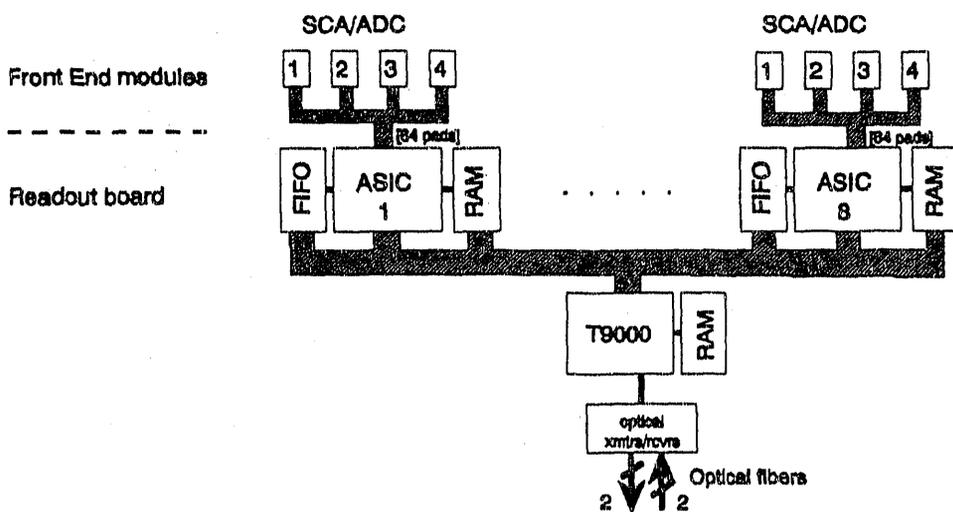 SCA/ADC
SCA/ADC
Front End modules
1 2 3 4
1 2 3 4
[64 pads]
[64 pads]
Readout board
FIFO
ASIC
1
RAM
. . . . . .
FIFO
ASIC
8
RAM
T9000
RAM
optical
xmtrs/rcvrs
Optical fibers
2
2